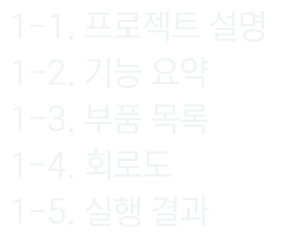 1-1. 프로젝트 설명
1-2. 기능 요약
1-3. 부품 목록
1-4. 회로도
1-5. 실행 결과